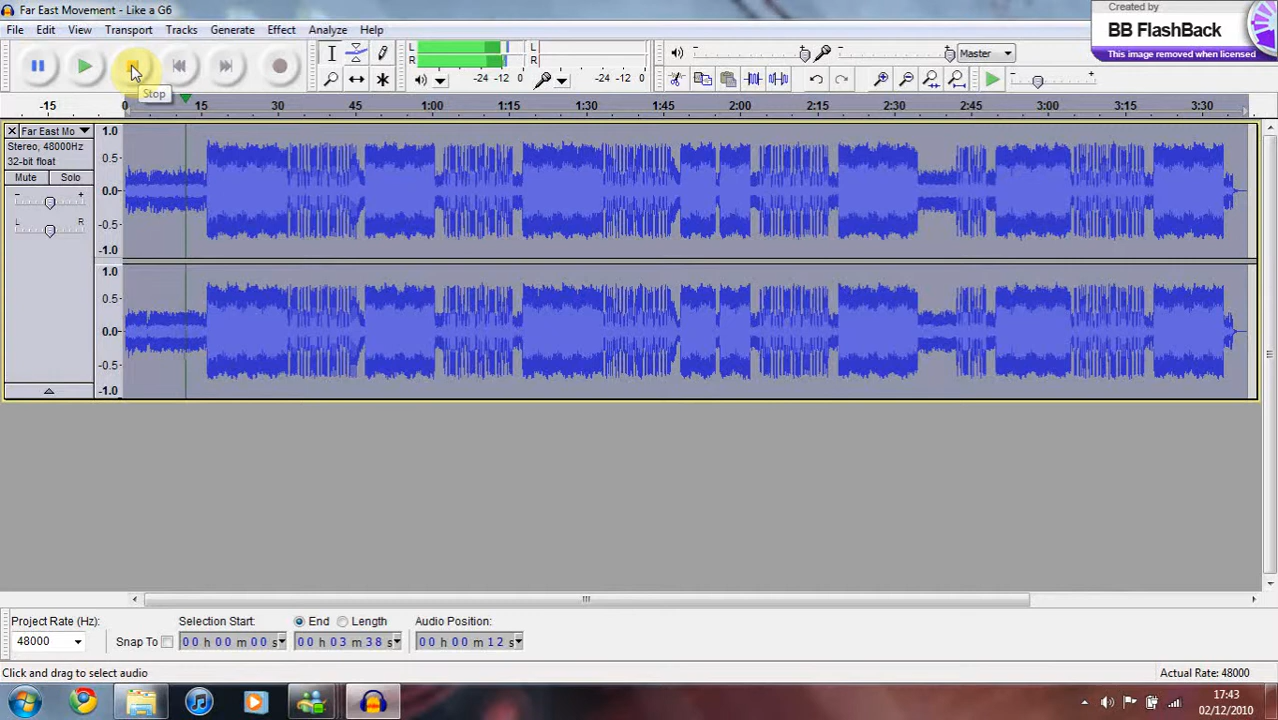 Far East Movement - Like a G6
Created by
BB FlashBack
This image removed when licensed
File Edit View Transport Tracks Generate Effect Analyze Help
L R -24 -12 0 L R -24 -12 0 Master
Stop
-15 0 15 30 45 1:00 1:15 1:30 1:45 2:00 2:15 2:30 2:45 3:00 3:15 3:30
Far East Mo
Stereo, 48000Hz
32-bit float
Mute Solo
- +
L R
1.0
0.5
0.0
-0.5
-1.0
1.0
0.5
0.0
-0.5
-1.0
Project Rate (Hz): Selection Start: End Length Audio Position:
48000 Snap To 00 h 00 m 00 s 00 h 03 m 38 s 00 h 00 m 12 s
Click and drag to select audio Actual Rate: 48000
17:43
02/12/2010